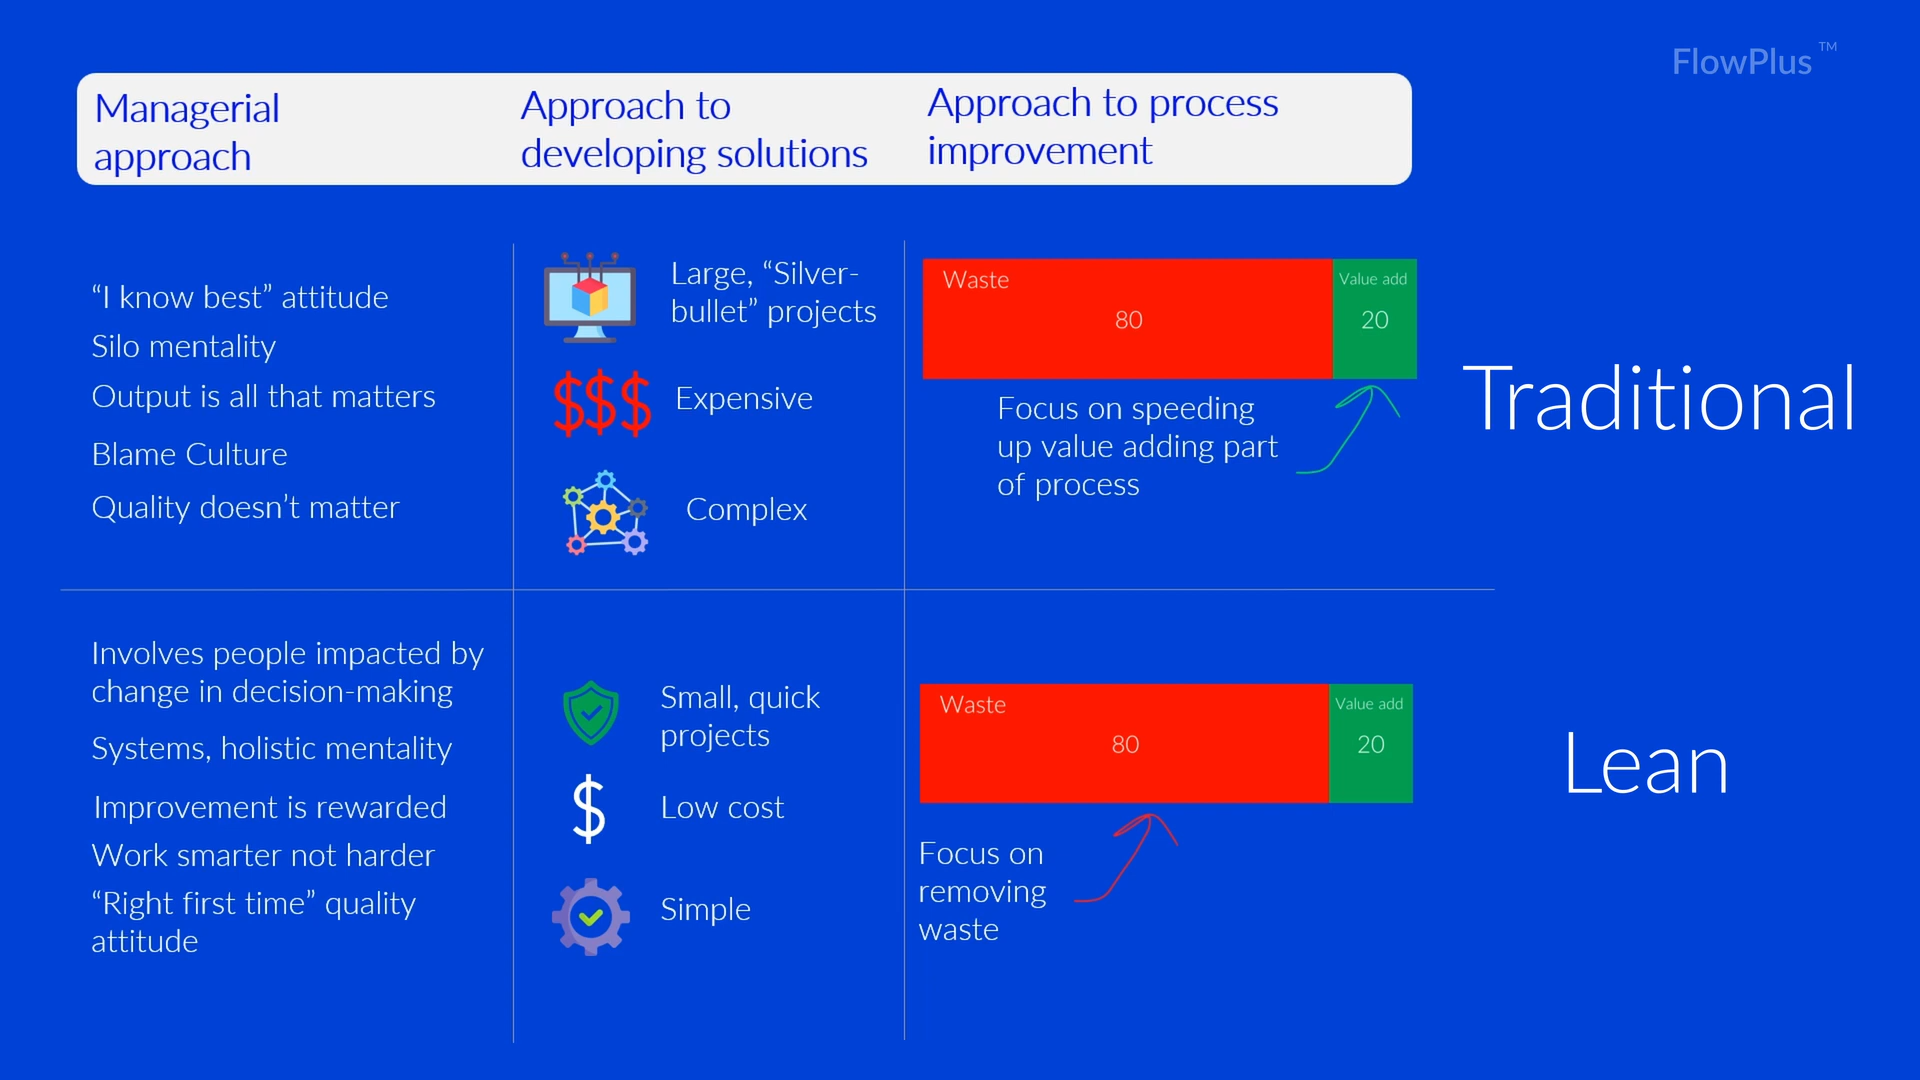 FlowPlus™
Managerial
approach
Approach to
developing solutions
Approach to process
improvement
“I know best” attitude
Silo mentality
Output is all that matters
Blame Culture
Quality doesn’t matter
Large, “Silver-
bullet” projects
$$$
Expensive
Complex
Waste
80
Value add
20
Focus on speeding
up value adding part
of process
Traditional
Involves people impacted by
change in decision-making
Systems, holistic mentality
Improvement is rewarded
Work smarter not harder
“Right first time” quality
attitude
Small, quick
projects
$
Low cost
Simple
Waste
80
Value add
20
Focus on
removing
waste
Lean